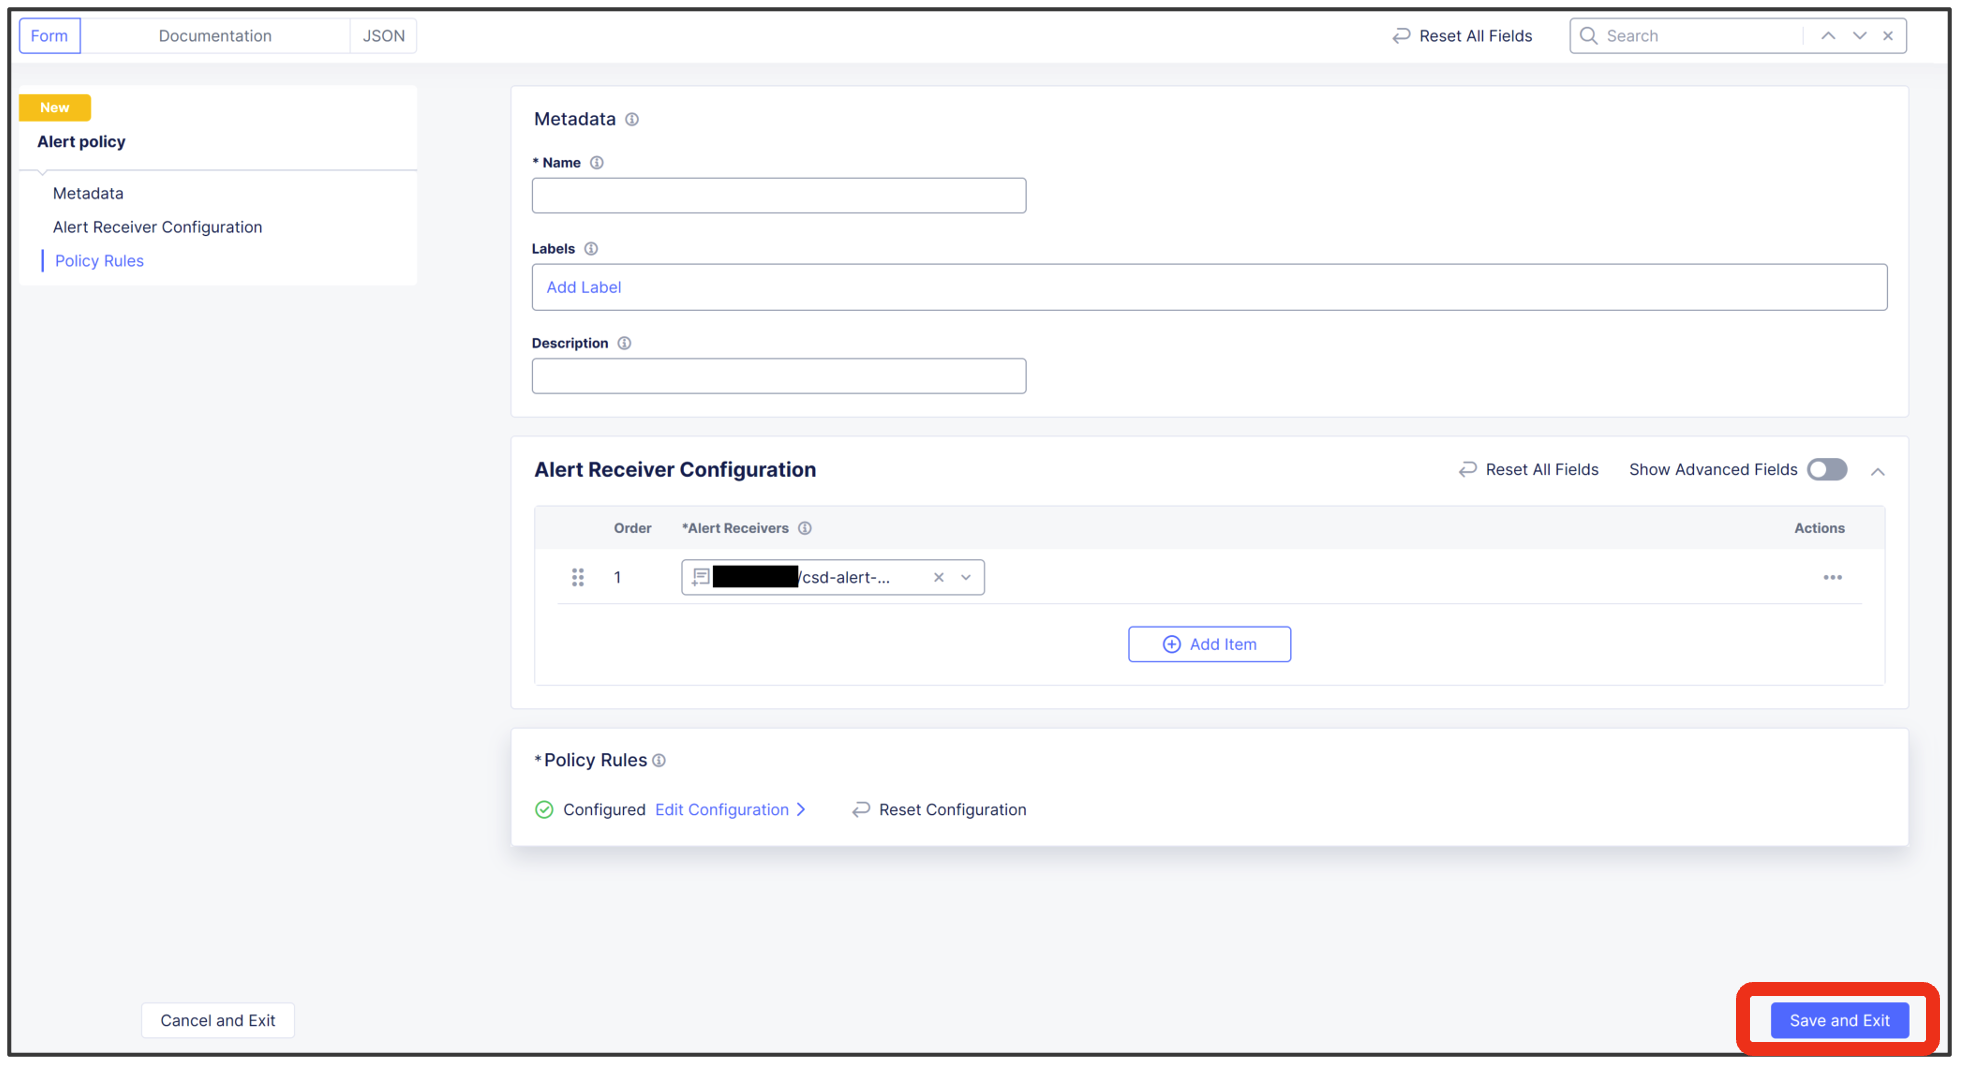 Form Documentation JSON Reset All Fields Search
New
Alert policy
Metadata
Alert Receiver Configuration
Policy Rules
Metadata
* Name
Labels
Add Label
Description
Alert Receiver Configuration Reset All Fields Show Advanced Fields
Order *Alert Receivers Actions
1 /csd-alert-...
Add Item
*Policy Rules
Configured Edit Configuration Reset Configuration
Cancel and Exit Save and Exit